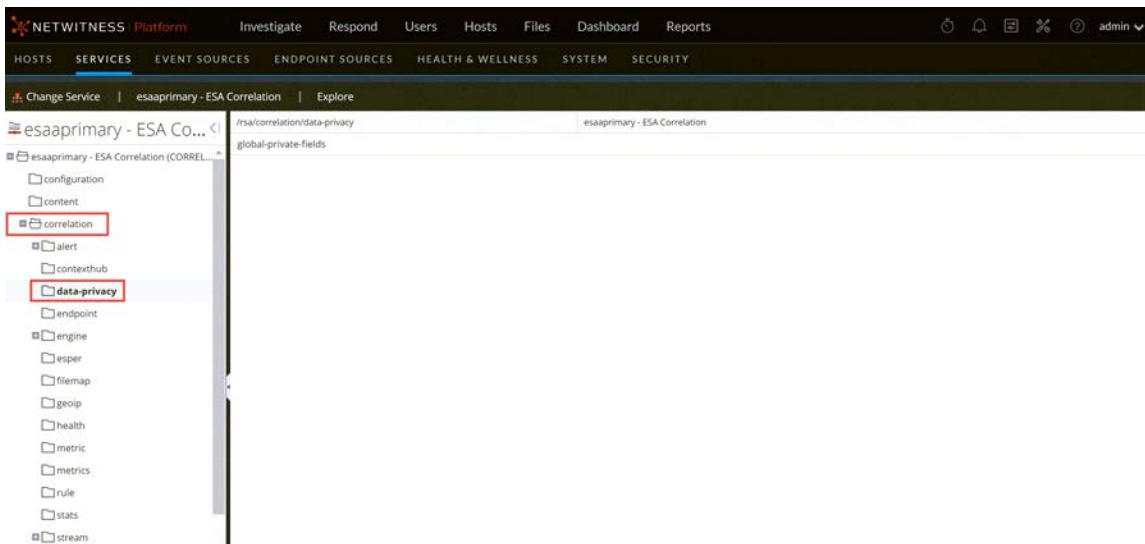 NETWITNESS Platform Investigate Respond Users Hosts Files Dashboard Reports admin
HOSTS SERVICES EVENT SOURCES ENDPOINT SOURCES HEALTH & WELLNESS SYSTEM SECURITY
Change Service | esaaprimary - ESA Correlation | Explore
esaaprimary - ESA Co...
/rsa/correlation/data-privacy esaaprimary - ESA Correlation
global-private-fields
esaaprimary - ESA Correlation (CORREL...
configuration
content
correlation
alert
contexthub
data-privacy
endpoint
engine
esper
filemap
geoip
health
metric
metrics
rule
stats
stream